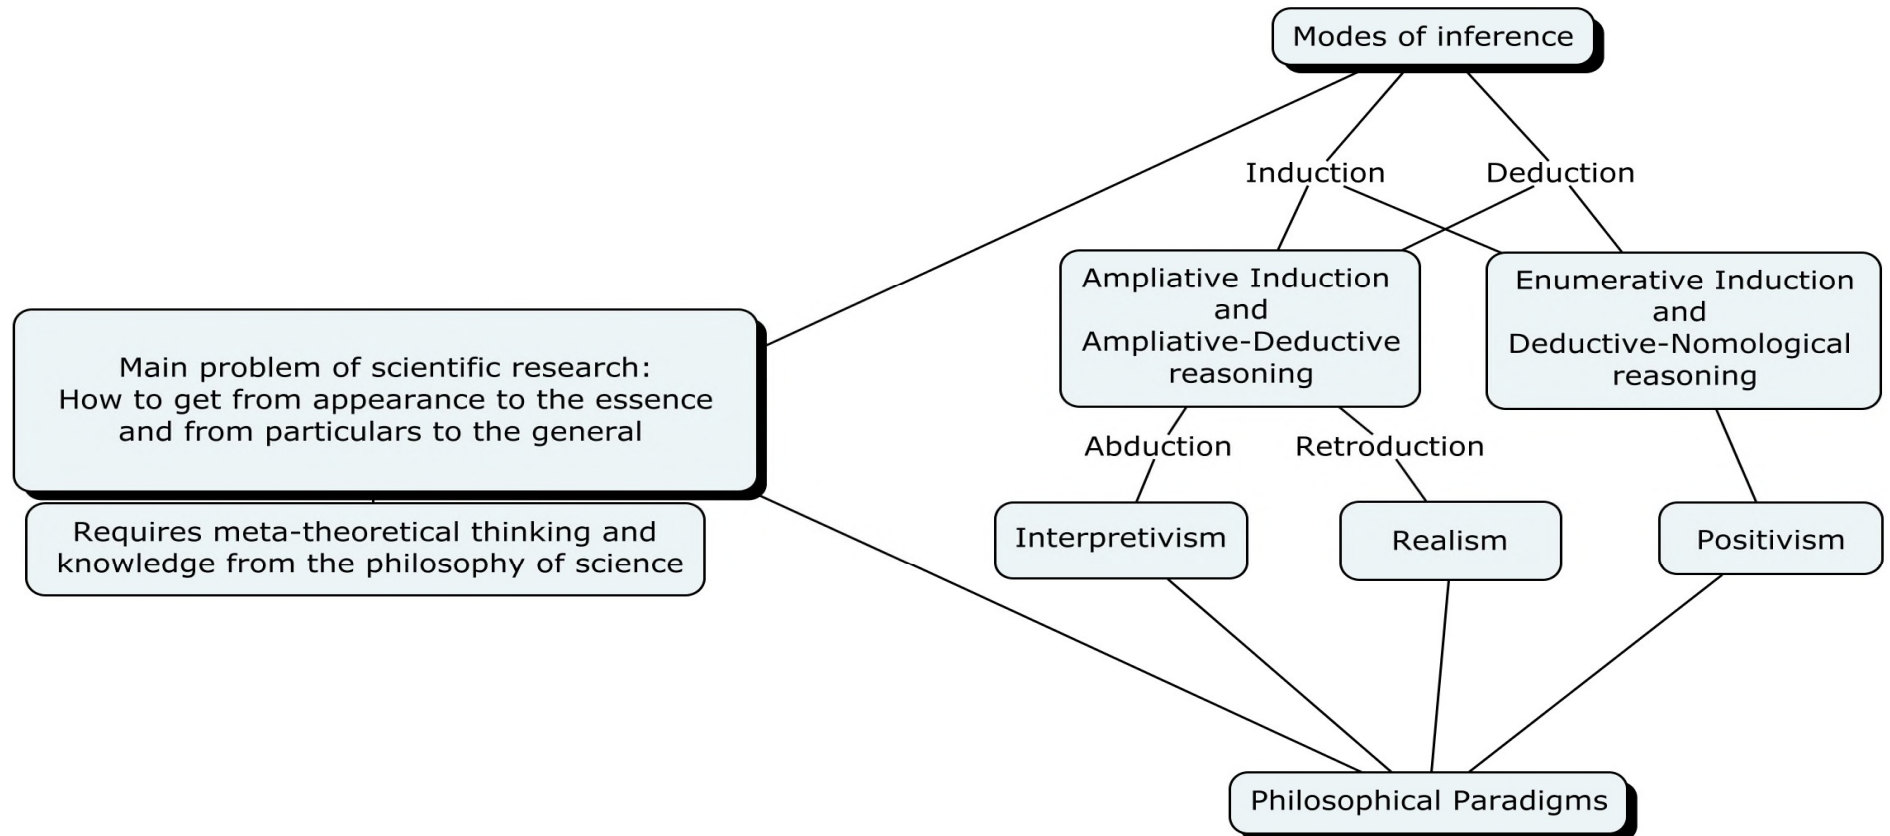 Modes of inference
Induction
Deduction
Ampliative Induction
and
Ampliative-Deductive
reasoning
Enumerative Induction
and
Deductive-Nomological
reasoning
Main problem of scientific research:
How to get from appearance to the essence
and from particulars to the general
Requires meta-theoretical thinking and
knowledge from the philosophy of science
Abduction
Retroduction
Interpretivism
Realism
Positivism
Philosophical Paradigms